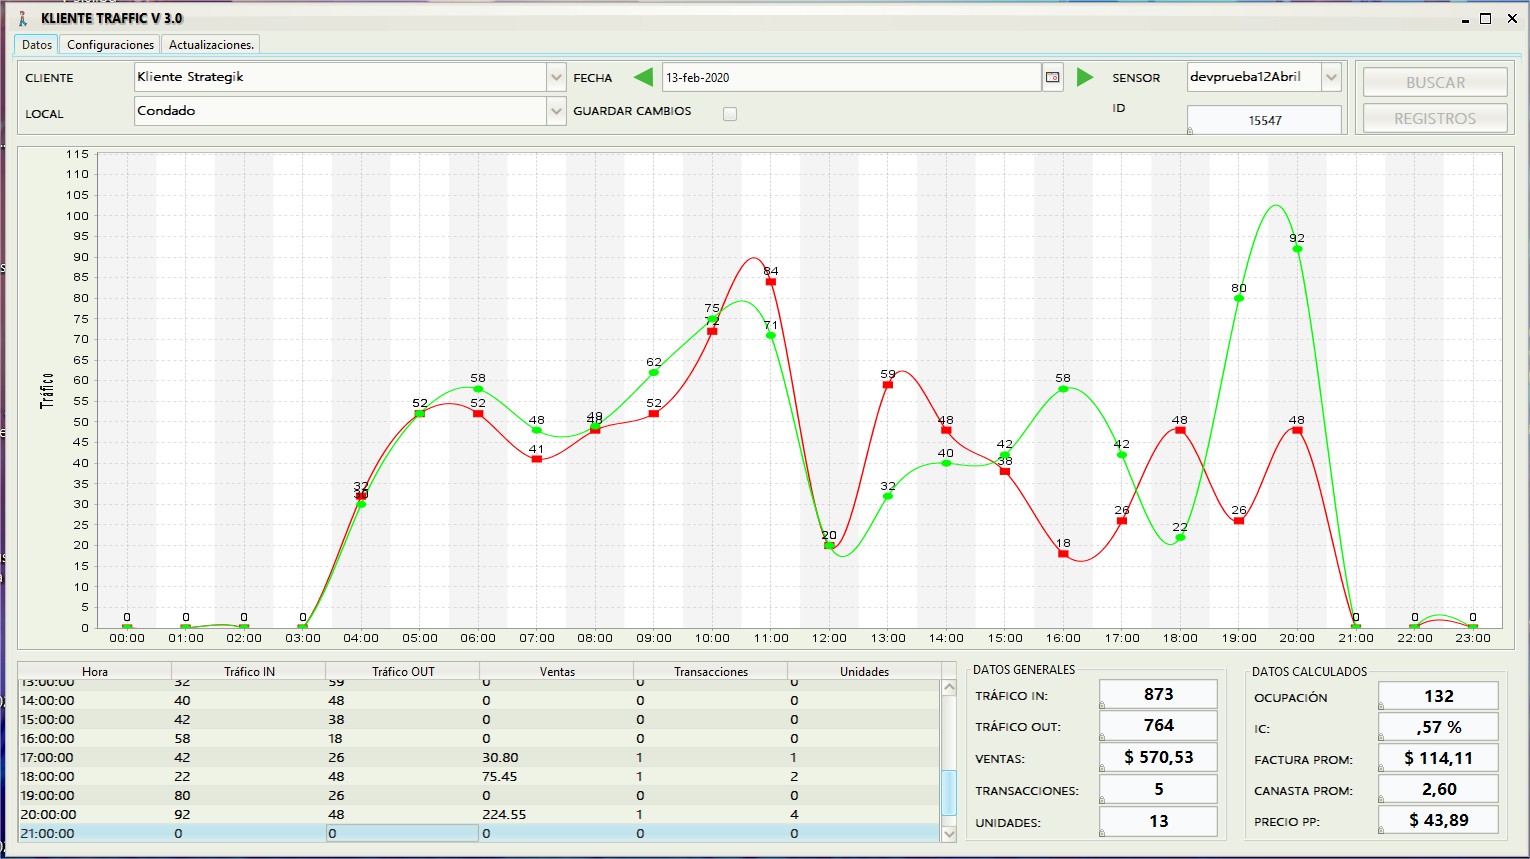 KLIENTE TRAFFIC V 3.0
Datos Configuraciones Actualizaciones.
CLIENTE Kliente Strategik FECHA 13-feb-2020 SENSOR devprueba12Abril BUSCAR
LOCAL Condado GUARDAR CAMBIOS ID 15547 REGISTROS
Tráfico
115
110
105
100
95
90
85
80
75
70
65
60
55
50
45
40
35
30
25
20
15
10
5
0
0 0 0 0 32 30 52 58 52 48 41 49 48 62 52 75 72 84 71 20 59 32 48 40 42 38 58 18 42 26 48 22 80 26 92 48 0 0 0
00:00 01:00 02:00 03:00 04:00 05:00 06:00 07:00 08:00 09:00 10:00 11:00 12:00 13:00 14:00 15:00 16:00 17:00 18:00 19:00 20:00 21:00 22:00 23:00
Hora Tráfico IN Tráfico OUT Ventas Transacciones Unidades
13:00:00 32 59 0 0 0
14:00:00 40 48 0 0 0
15:00:00 42 38 0 0 0
16:00:00 58 18 0 0 0
17:00:00 42 26 30.80 1 1
18:00:00 22 48 75.45 1 2
19:00:00 80 26 0 0 0
20:00:00 92 48 224.55 1 4
21:00:00 0 0 0 0 0
DATOS GENERALES
TRÁFICO IN: 873
TRÁFICO OUT: 764
VENTAS: $ 570,53
TRANSACCIONES: 5
UNIDADES: 13
DATOS CALCULADOS
OCUPACIÓN 132
IC: ,57 %
FACTURA PROM: $ 114,11
CANASTA PROM: 2,60
PRECIO PP: $ 43,89